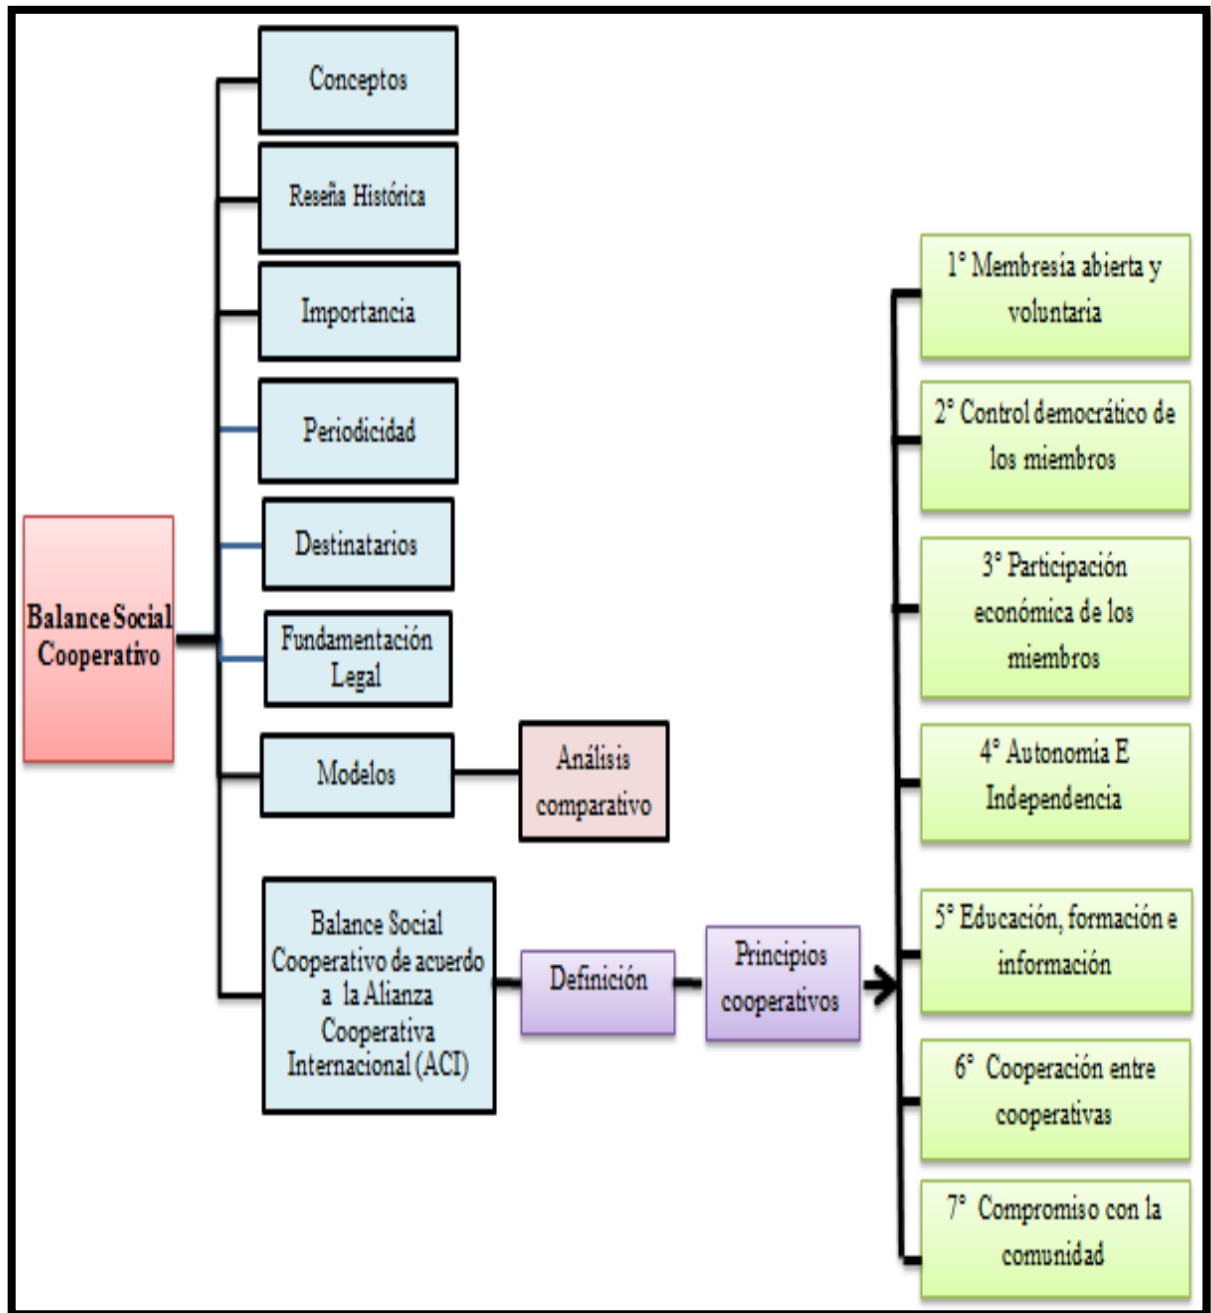 Balance Social
Cooperativo
Conceptos
Reseña Histórica
Importancia
Periodicidad
Destinatarios
Fundamentación
Legal
Modelos
Análisis
comparativo
Balance Social
Cooperativo de acuerdo
a la Alianza
Cooperativa
Internacional (ACI)
Definición
Principios
cooperativos
1° Membresía abierta y
voluntaria
2° Control democrático de
los miembros
3° Participación
económica de los
miembros
4° Autonomía E
Independencia
5° Educación, formación e
información
6° Cooperación entre
cooperativas
7° Compromiso con la
comunidad